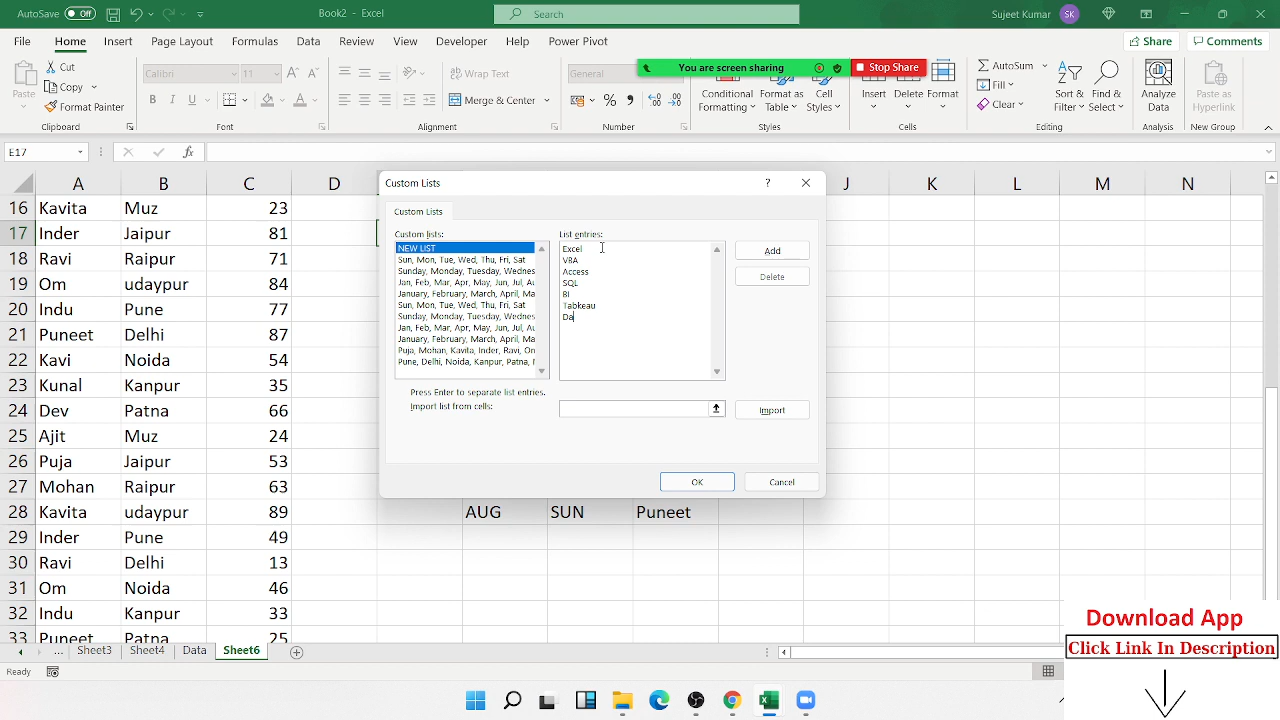 AutoSave Off Book2 - Excel Search Sujeet Kumar SK
File Home Insert Page Layout Formulas Data Review View Developer Help Power Pivot Share Comments
You are screen sharing Stop Share
Paste Cut Copy Format Painter Calibri 11 B I U Wrap Text Merge & Center General % Conditional Formatting Format as Table Cell Styles Insert Delete Format AutoSum Fill Clear Sort & Filter Find & Select Analyze Data Paste as Hyperlink
Clipboard Font Alignment Number Styles Cells Editing Analysis New Group
E17 fx
A B C D J K L M N
16 Kavita Muz 23
17 Inder Jaipur 81
18 Ravi Raipur 71
19 Om udaypur 84
20 Indu Pune 77
21 Puneet Delhi 87
22 Kavi Noida 54
23 Kunal Kanpur 35
24 Dev Patna 66
25 Ajit Muz 24
26 Puja Jaipur 53
27 Mohan Raipur 63
28 Kavita udaypur 89 AUG SUN Puneet
29 Inder Pune 49
30 Ravi Delhi 13
31 Om Noida 46
32 Indu Kanpur 33
33 Puneet Patna 25
Custom Lists ?
Custom Lists
Custom lists: List entries:
NEW LIST
Sun, Mon, Tue, Wed, Thu, Fri, Sat
Sunday, Monday, Tuesday, Wednes
Jan, Feb, Mar, Apr, May, Jun, Jul, Au
January, February, March, April, Ma
Sun, Mon, Tue, Wed, Thu, Fri, Sat
Sunday, Monday, Tuesday, Wednes
Jan, Feb, Mar, Apr, May, Jun, Jul, Au
January, February, March, April, Ma
Puja, Mohan, Kavita, Inder, Ravi, Om
Pune, Delhi, Noida, Kanpur, Patna,
Excel
VBA
Access
SQL
BI
Tabkeau
Da
Add
Delete
Press Enter to separate list entries.
Import list from cells: Import
OK Cancel
... Sheet3 Sheet4 Data Sheet6
Ready
Download App
Click Link In Description